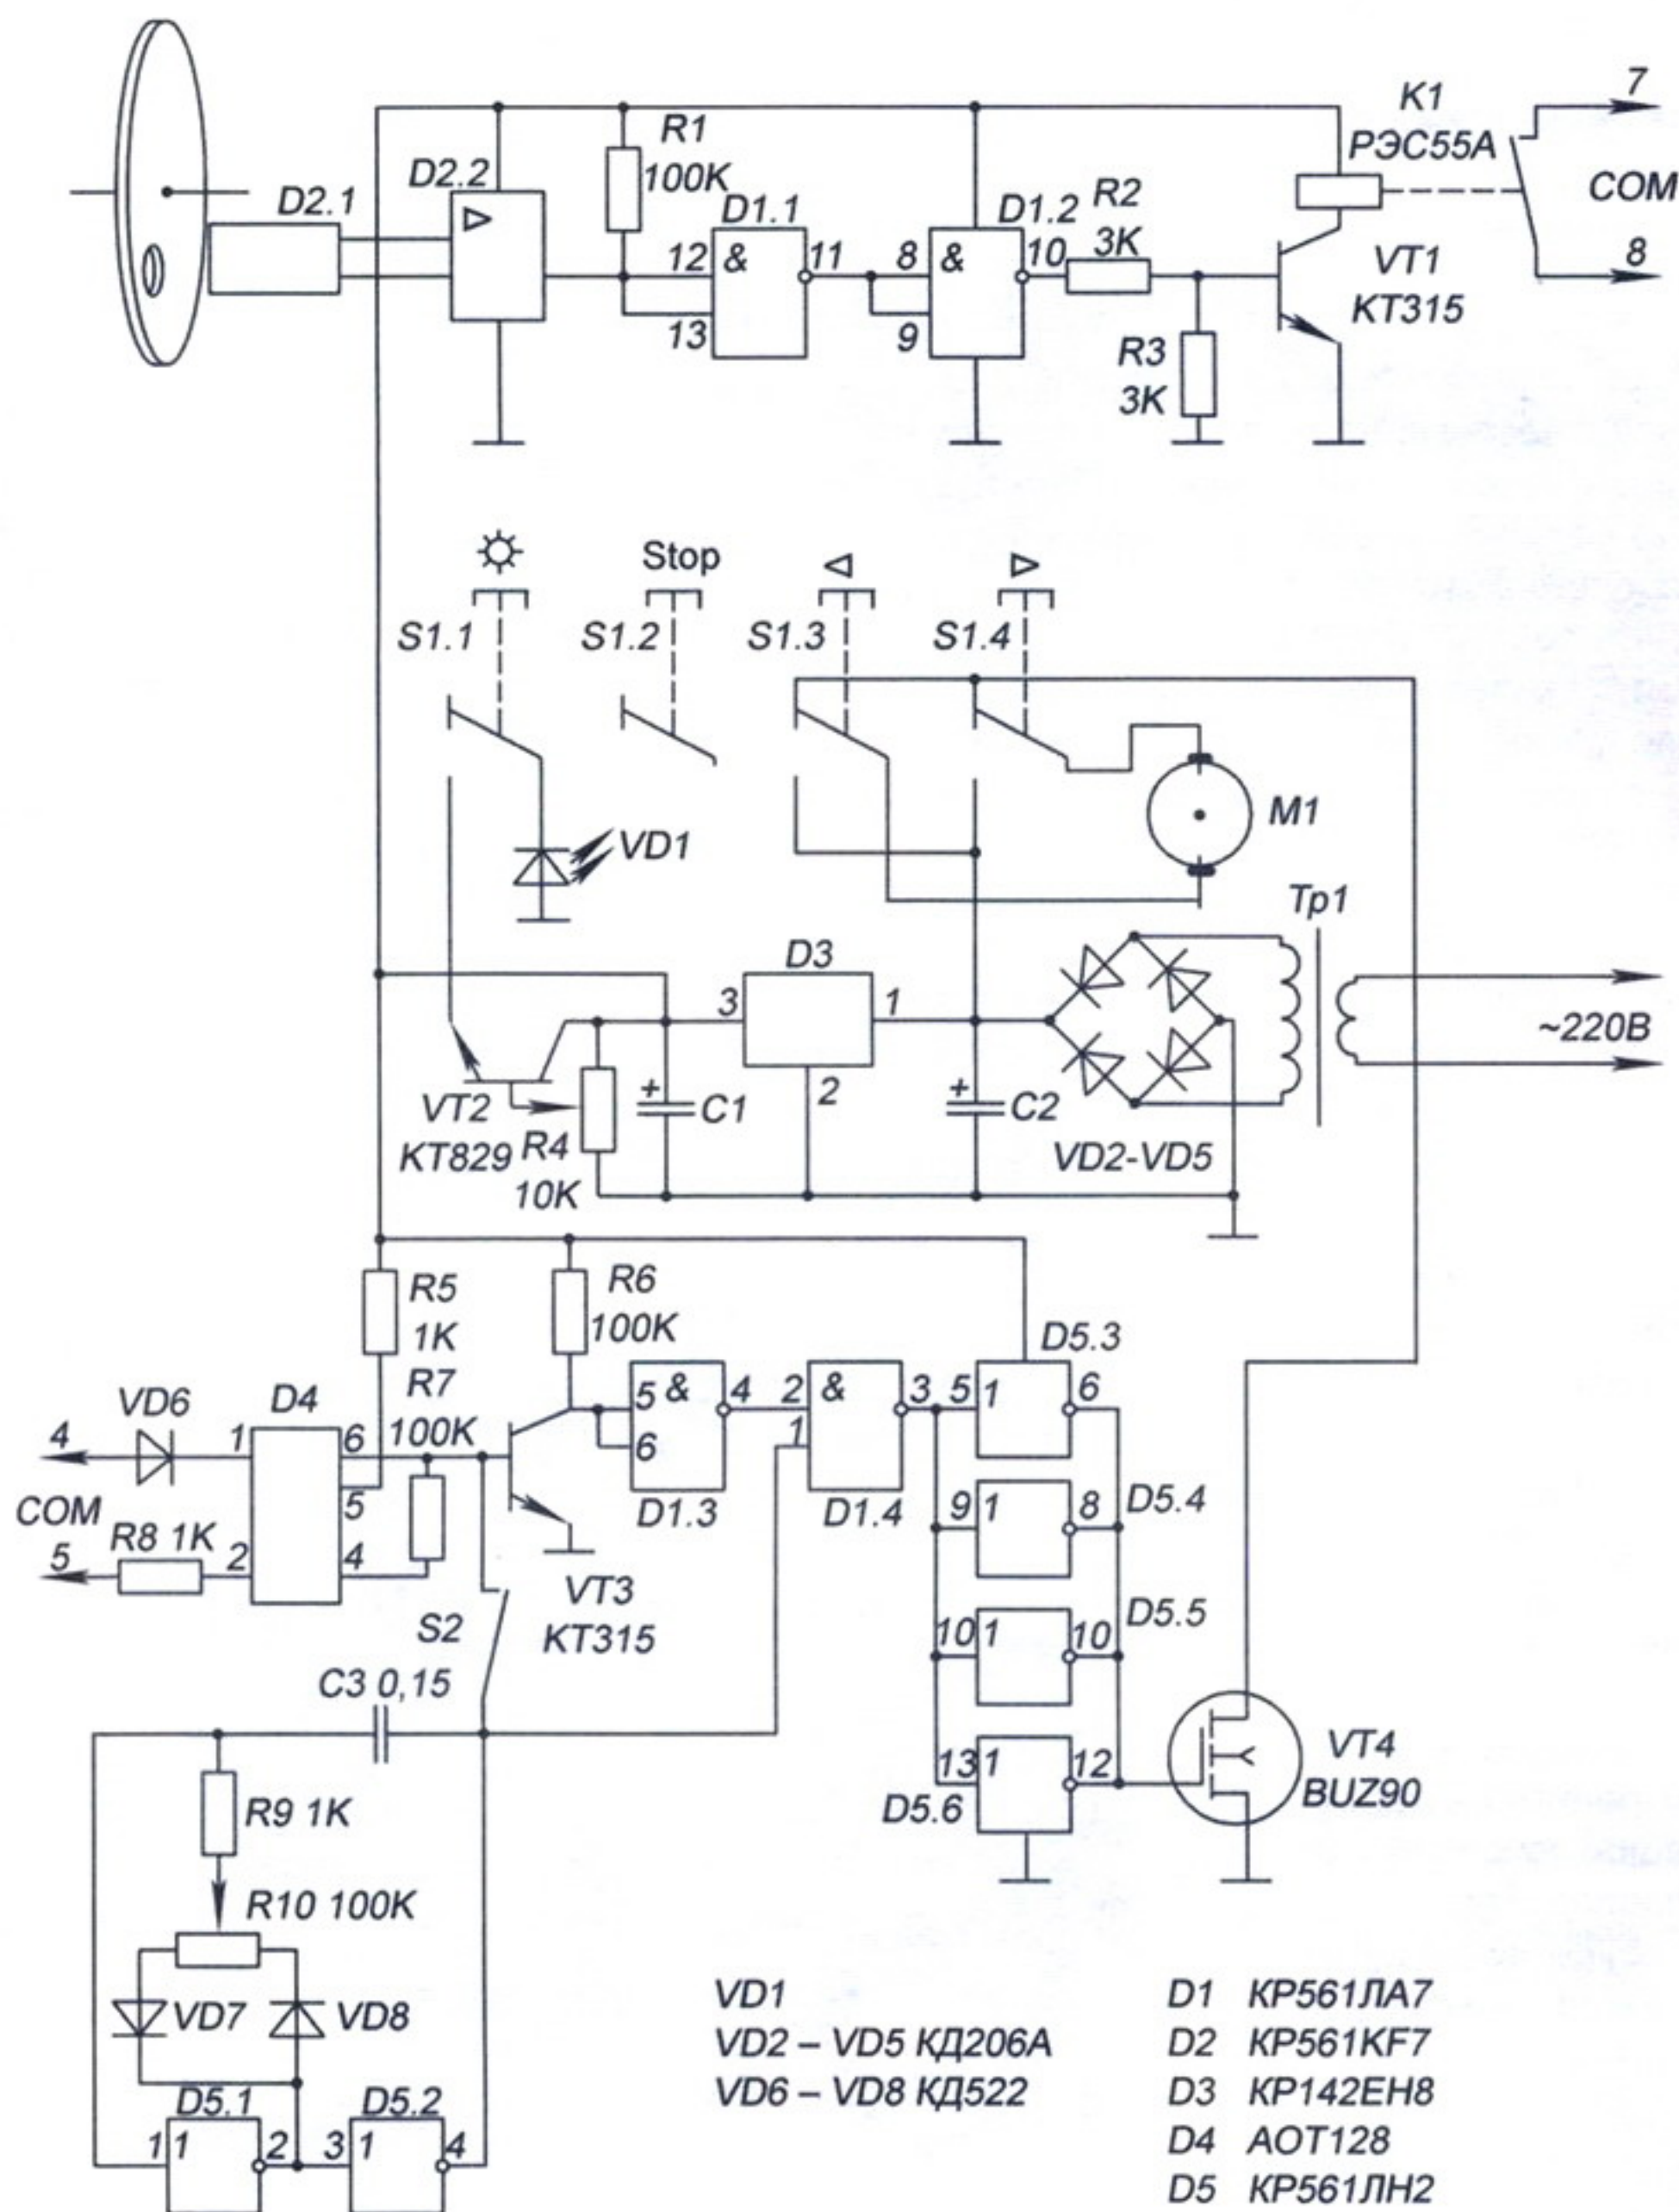 K1
7
РЭС55А
COM
8
R1
100K
D2.2
D2.1
D1.1
12 & 11
13
D1.2
8 & 10
9
R2
3K
R3
3K
VT1
KT315
Stop
S1.1
S1.2
S1.3
S1.4
VD1
M1
Tp1
D3
3
1
2
~220В
VT2
KT829
R4
10K
+
C1
+
C2
VD2-VD5
R5
1K
R6
100K
R7
100K
VD6
D4
4
1
6
5
COM
R8 1K
5
2
4
5 & 4
6
D1.3
2 & 3
1
D1.4
D5.3
5 1 6
9 1 8
D5.4
10 1 10
D5.5
13 1 12
D5.6
S2
VT3
KT315
C3 0,15
VT4
BUZ90
R9 1K
R10 100K
VD7
VD8
D5.1
D5.2
1 1 2
3 1 4
VD1
VD2 – VD5 КД206А
VD6 – VD8 КД522
D1 КР561ЛА7
D2 КР561KF7
D3 КР142ЕН8
D4 АОТ128
D5 КР561ЛН2